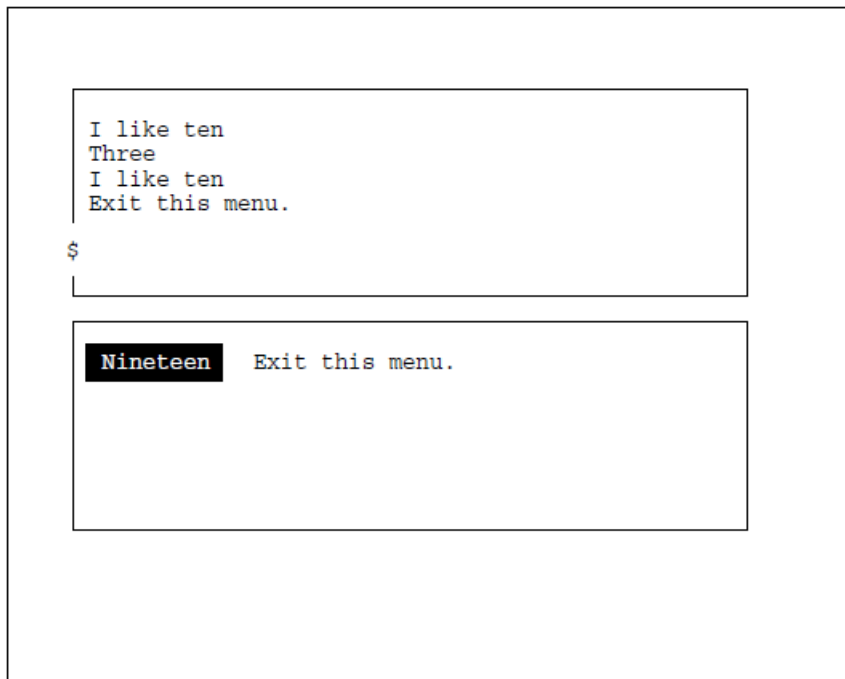 I like ten
Three
I like ten
Exit this menu.
$
Nineteen Exit this menu.